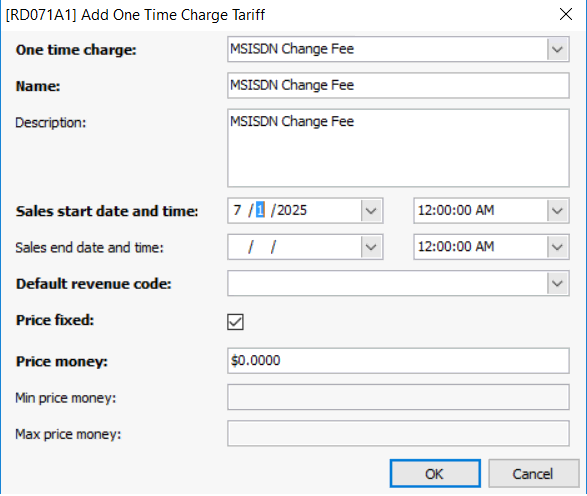 [RD071A1] Add One Time Charge Tariff
One time charge: MSISDN Change Fee
Name: MSISDN Change Fee
Description: MSISDN Change Fee
Sales start date and time: 7 / 1 / 2025 12:00:00 AM
Sales end date and time: / / 12:00:00 AM
Default revenue code:
Price fixed:
Price money: $0.0000
Min price money:
Max price money:
OK Cancel